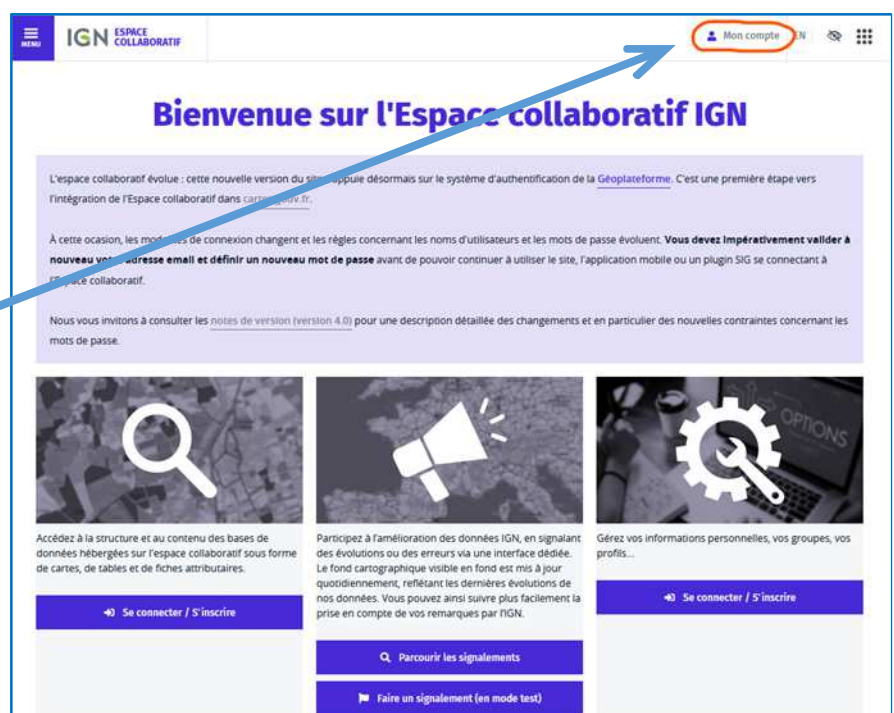 MENU
IGN ESPACE COLLABORATIF
Mon compte
EN
Bienvenue sur l'Espace collaboratif IGN
L'espace collaboratif évolue : cette nouvelle version du appuie désormais sur le système d'authentification de la Géoplateforme. C'est une première étape vers
l'intégration de l'Espace collaboratif dans
À cette ocasion, les de connexion changent et les règles concernant les noms d'utilisateurs et les mots de passe évoluent. Vous devez impérativement valider à
nouveau adresse email et définir un nouveau mot de passe avant de pouvoir continuer à utiliser le site, l'application mobile ou un plugin SIG se connectant à
collaboratif.
Nous vous invitons à consulter les notes de version (version 4.0) pour une description détaillée des changements et en particulier des nouvelles contraintes concernant les
mots de passe.
OPTIONS
Accédez à la structure et au contenu des bases de
données hébergées sur l'espace collaboratif sous forme
de cartes, de tables et de fiches attributaires.
Se connecter / S'inscrire
Participez à l'amélioration des données IGN, en signalant
des évolutions ou des erreurs via une interface dédiée.
Le fond cartographique visible en fond est mis à jour
quotidiennement, reflétant les dernières évolutions de
nos données. Vous pouvez ainsi suivre plus facilement la
prise en compte de vos remarques par l'IGN.
Parcourir les signalements
Faire un signalement (en mode test)
Gérez vos informations personnelles, vos groupes, vos
profils...
Se connecter / S'inscrire